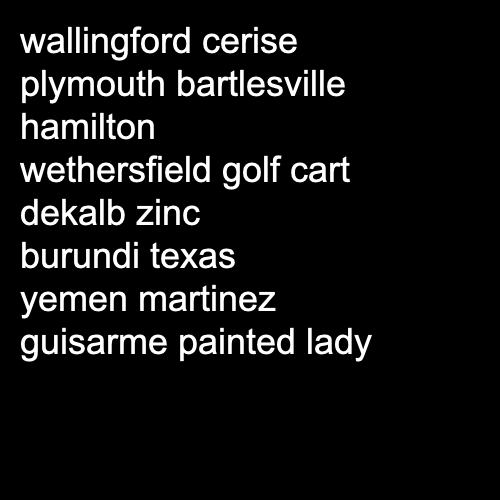 wallingford cerise
plymouth bartlesville
hamilton
wethersfield golf cart
dekalb zinc
burundi texas
yemen martinez
guisarme painted lady